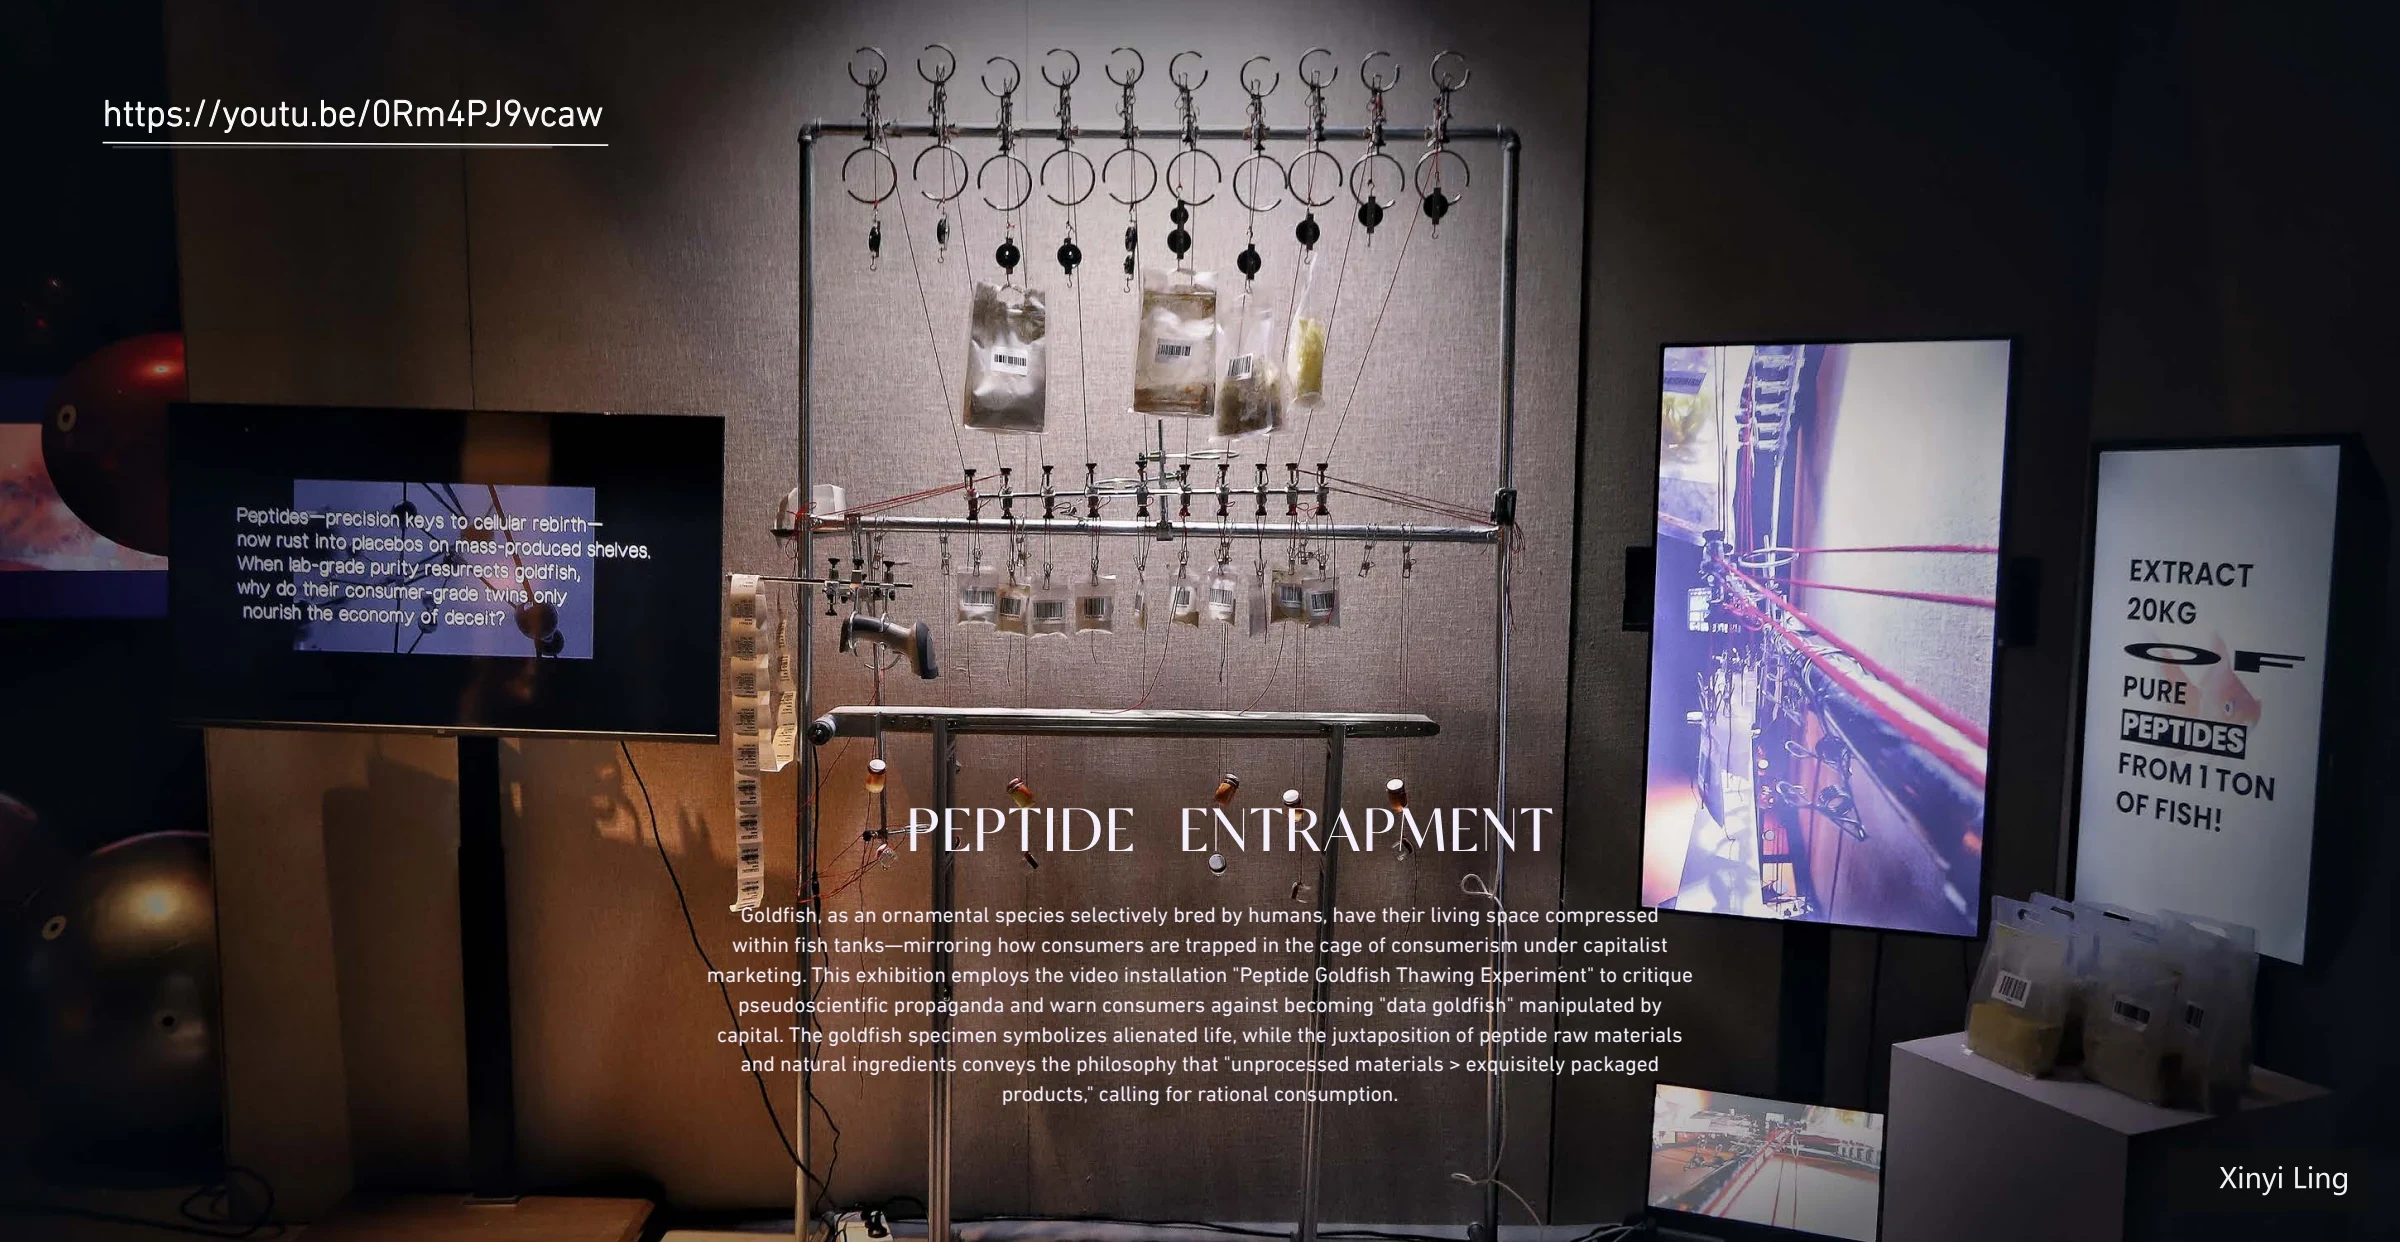 https://youtu.be/0Rm4PJ9vcaw
Peptides—precision keys to cellular rebirth—
now rust into placebos on mass-produced shelves.
When lab-grade purity resurrects goldfish,
why do their consumer-grade twins only
nourish the economy of deceit?
EXTRACT
20KG
OF
PURE
PEPTIDES
FROM 1 TON
OF FISH!
PEPTIDE ENTRAPMENT
Goldfish, as an ornamental species selectively bred by humans, have their living space compressed
within fish tanks—mirroring how consumers are trapped in the cage of consumerism under capitalist
marketing. This exhibition employs the video installation "Peptide Goldfish Thawing Experiment" to critique
pseudoscientific propaganda and warn consumers against becoming "data goldfish" manipulated by
capital. The goldfish specimen symbolizes alienated life, while the juxtaposition of peptide raw materials
and natural ingredients conveys the philosophy that "unprocessed materials > exquisitely packaged
products," calling for rational consumption.
Xinyi Ling